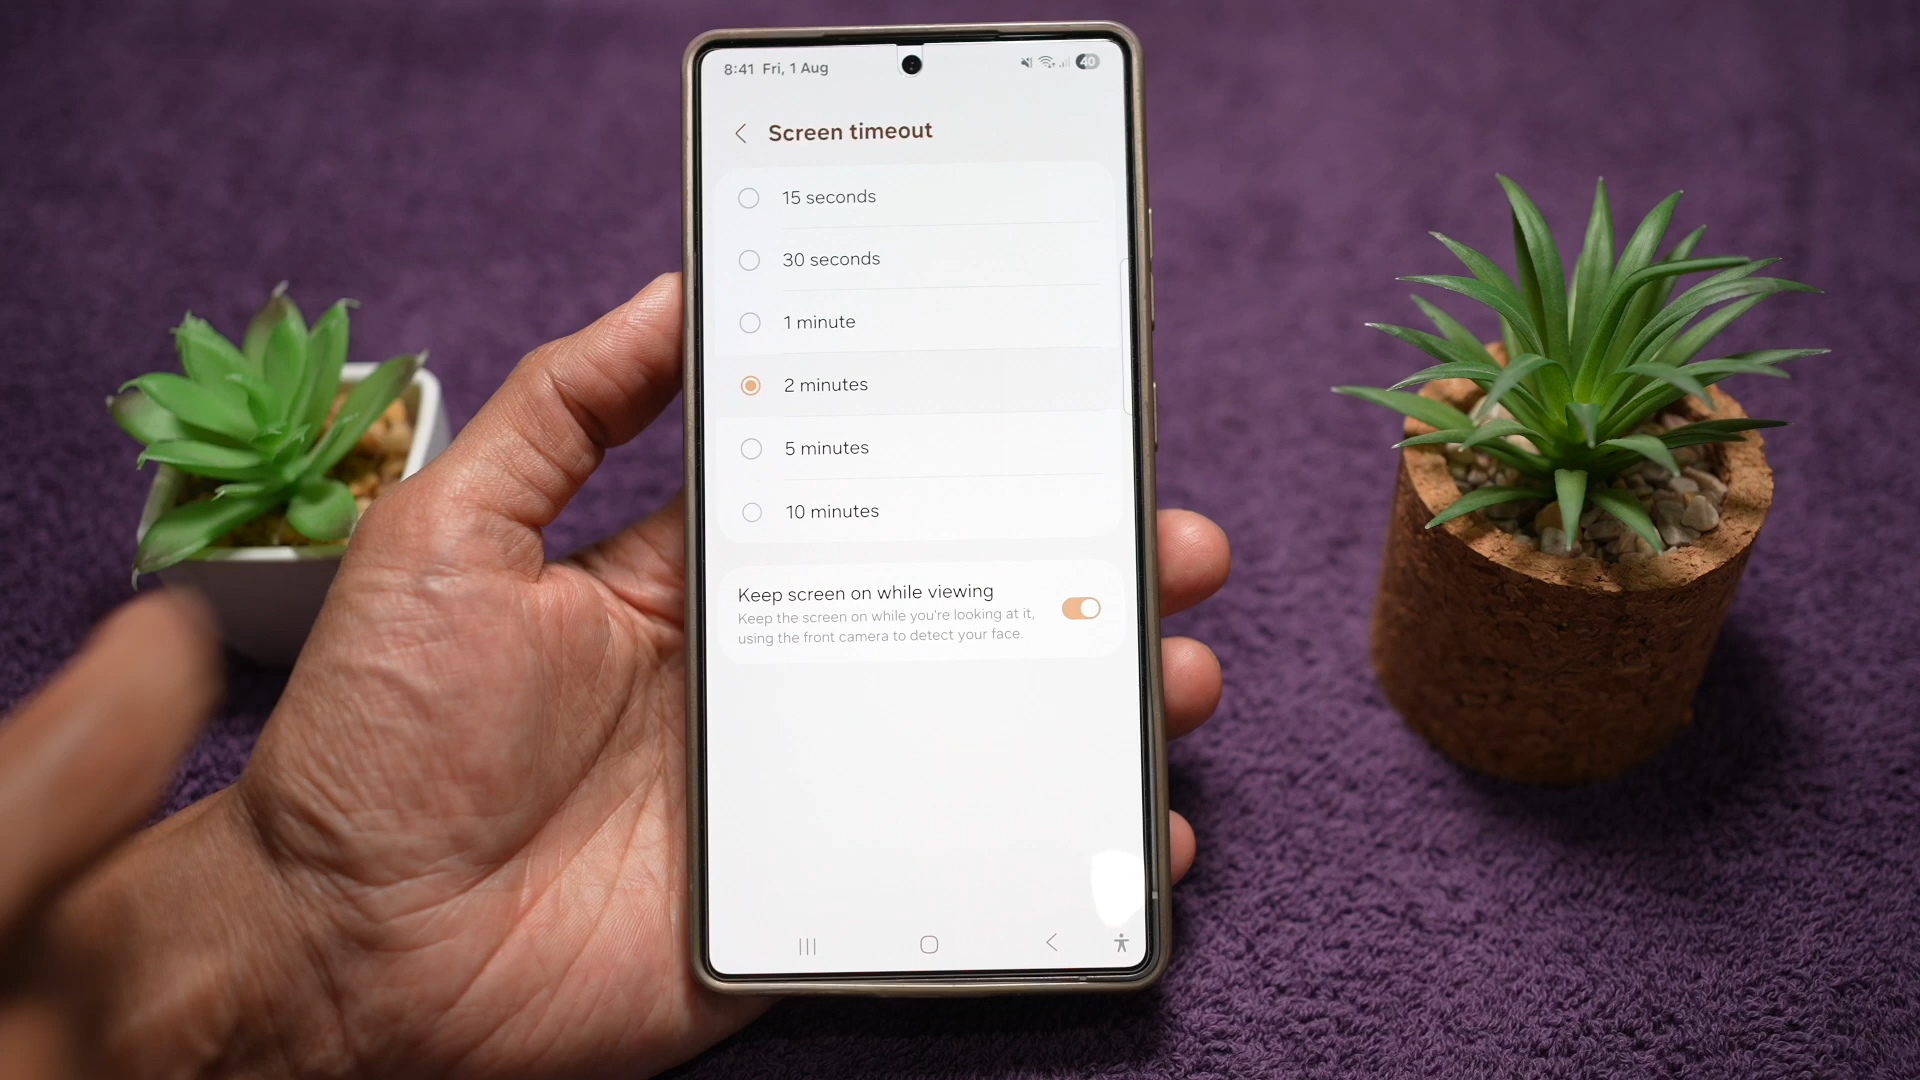 8:41 Fri, 1 Aug 40
Screen timeout
15 seconds
30 seconds
1 minute
2 minutes
5 minutes
10 minutes
Keep screen on while viewing
Keep the screen on while you're looking at it,
using the front camera to detect your face.